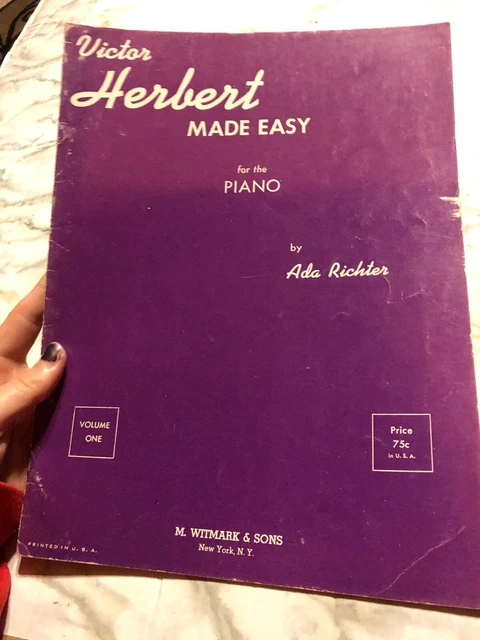 Victor
Herbert
MADE EASY
for the
PIANO
by
Ada Richter
VOLUME
ONE
Price
75c
in U. S. A.
M. WITMARK & SONS
New York, N. Y.
PRINTED IN U. S. A.